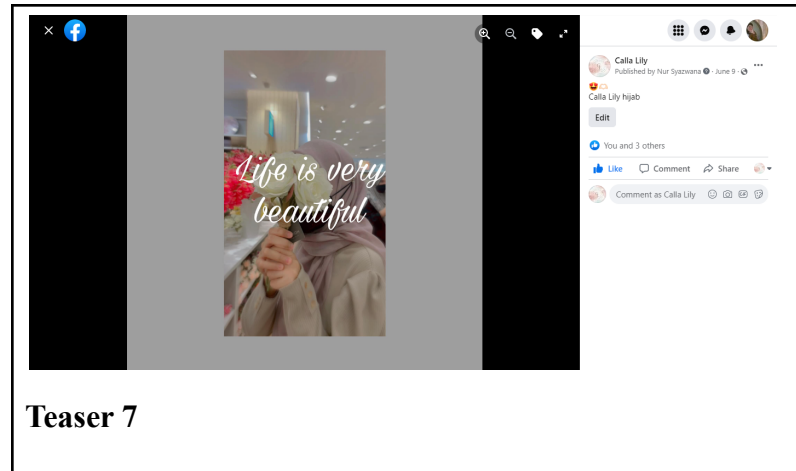 Calla Lily
Published by Nur Syazwana · June 9 ·
Calla Lily hijab
Edit
You and 3 others
Like Comment Share
Comment as Calla Lily
Life is very
beautiful
Teaser 7